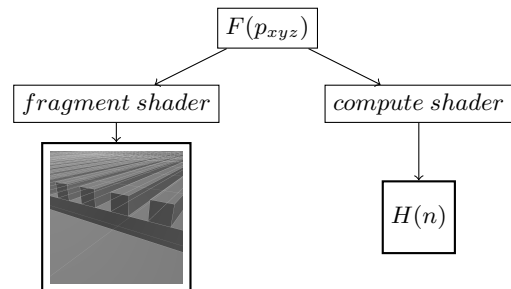 F(p_{xyz})
fragment shader
compute shader
H(n)